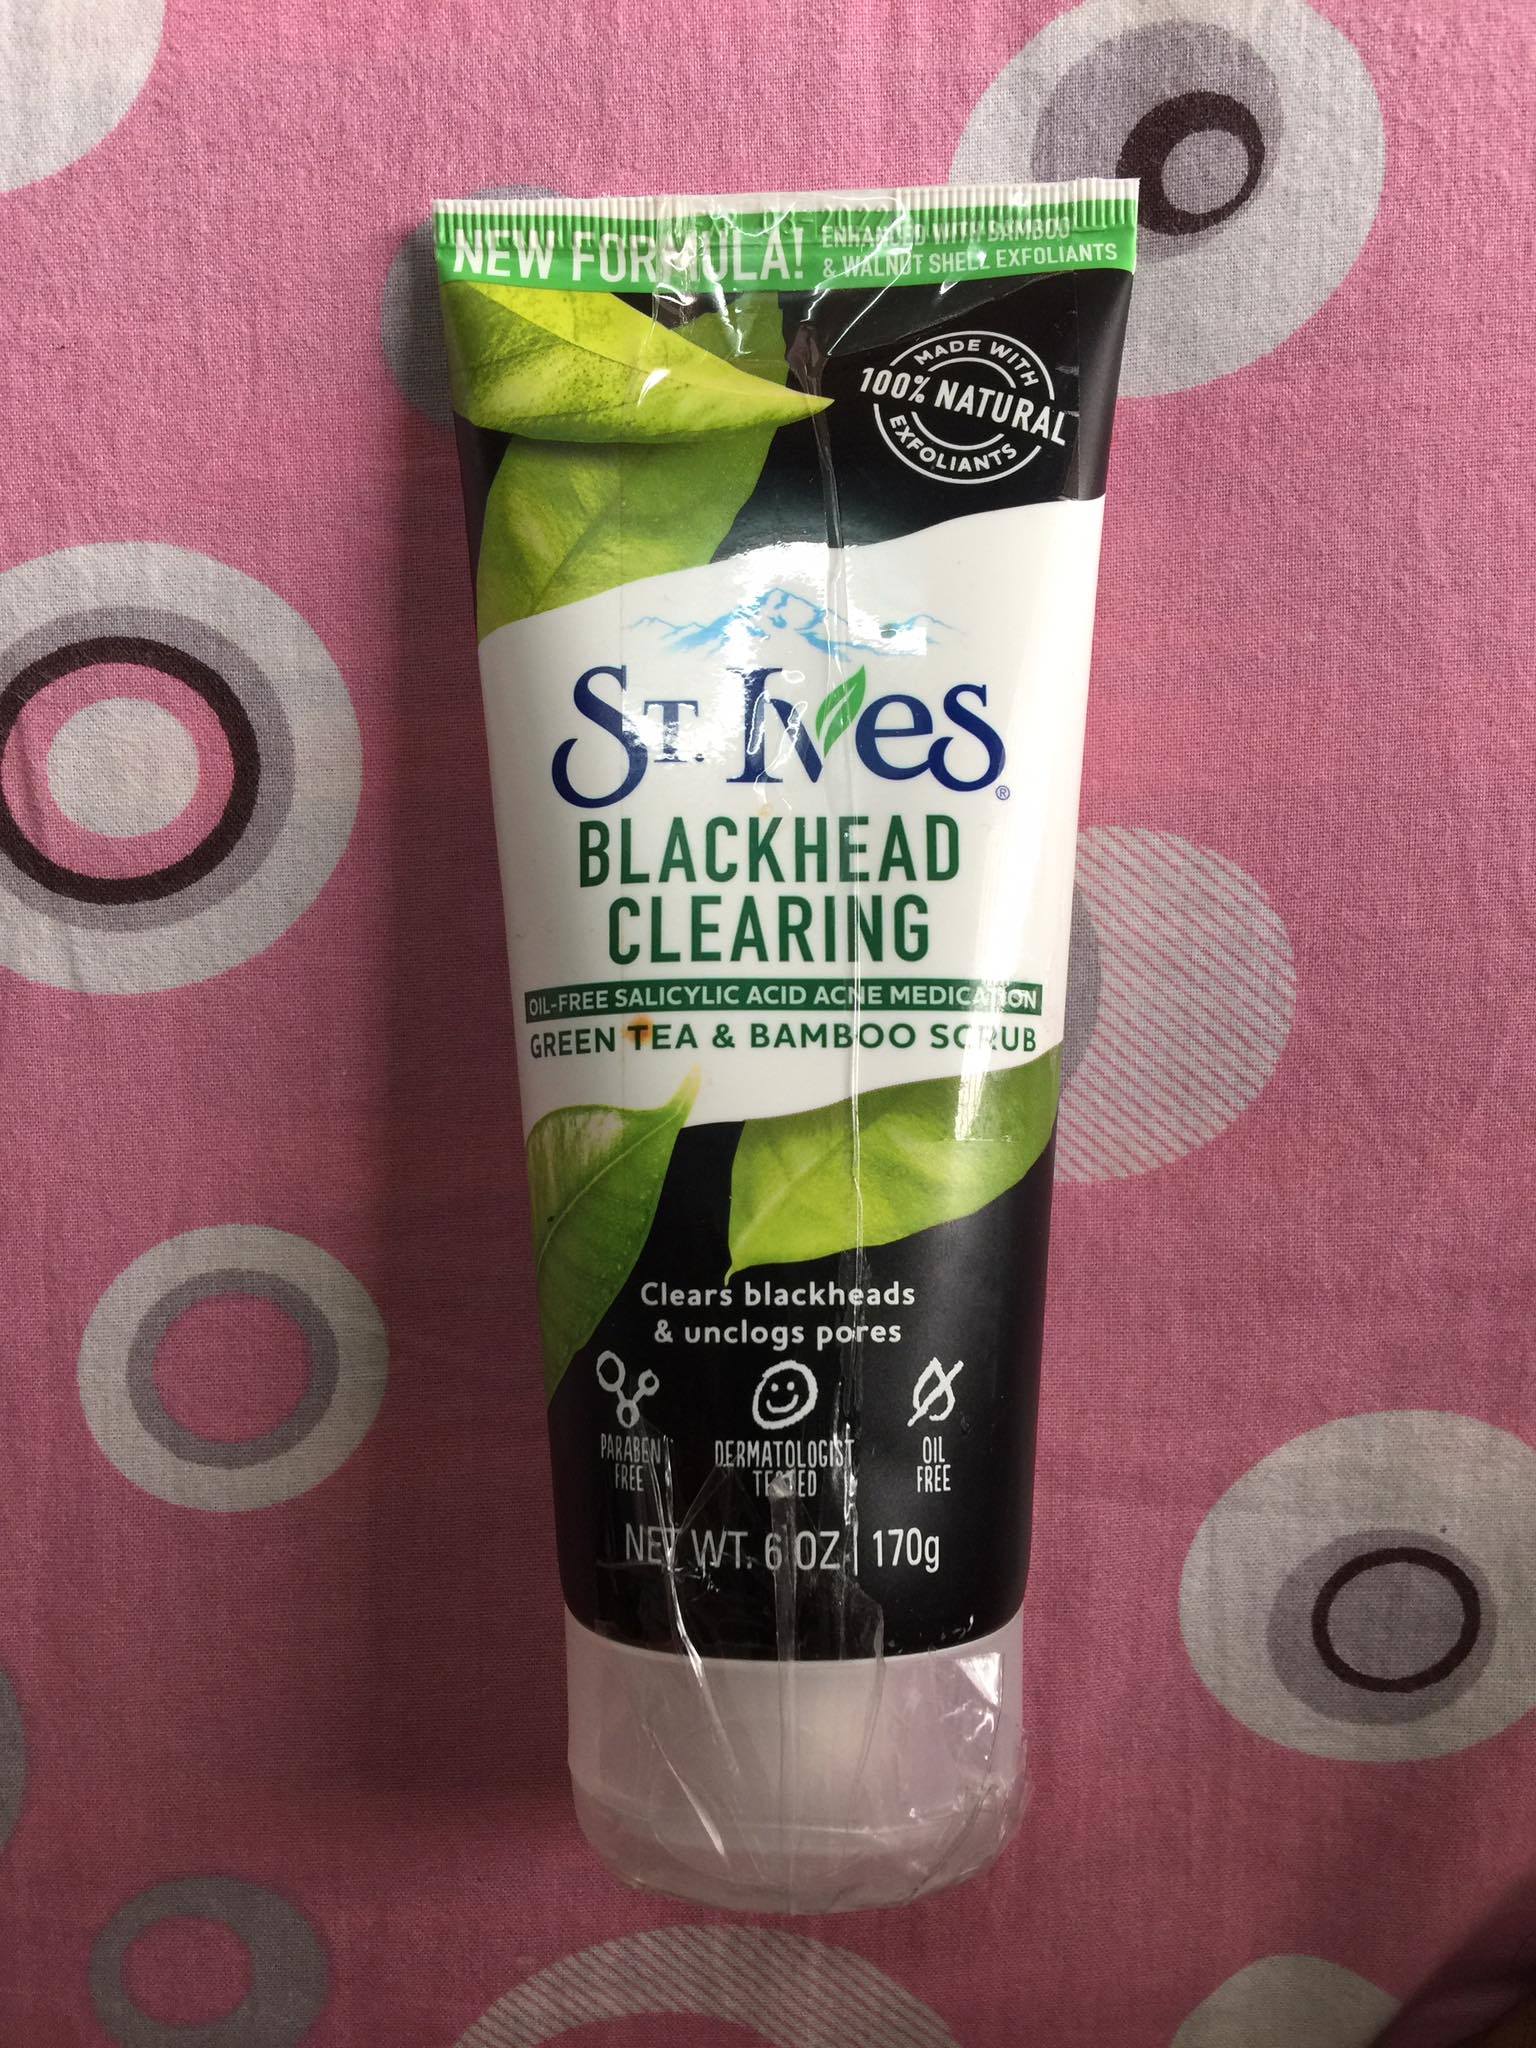 NEW FORMULA! ENHANCED WITH BAMBOO
& WALNUT SHELL EXFOLIANTS
MADE WITH
100% NATURAL
EXFOLIANTS
ST. IVES®
BLACKHEAD
CLEARING
OIL-FREE SALICYLIC ACID ACNE MEDICATION
GREEN TEA & BAMBOO SCRUB
Clears blackheads
& unclogs pores
PARABEN
FREE
DERMATOLOGIST
TESTED
OIL
FREE
NET WT. 6 OZ | 170g